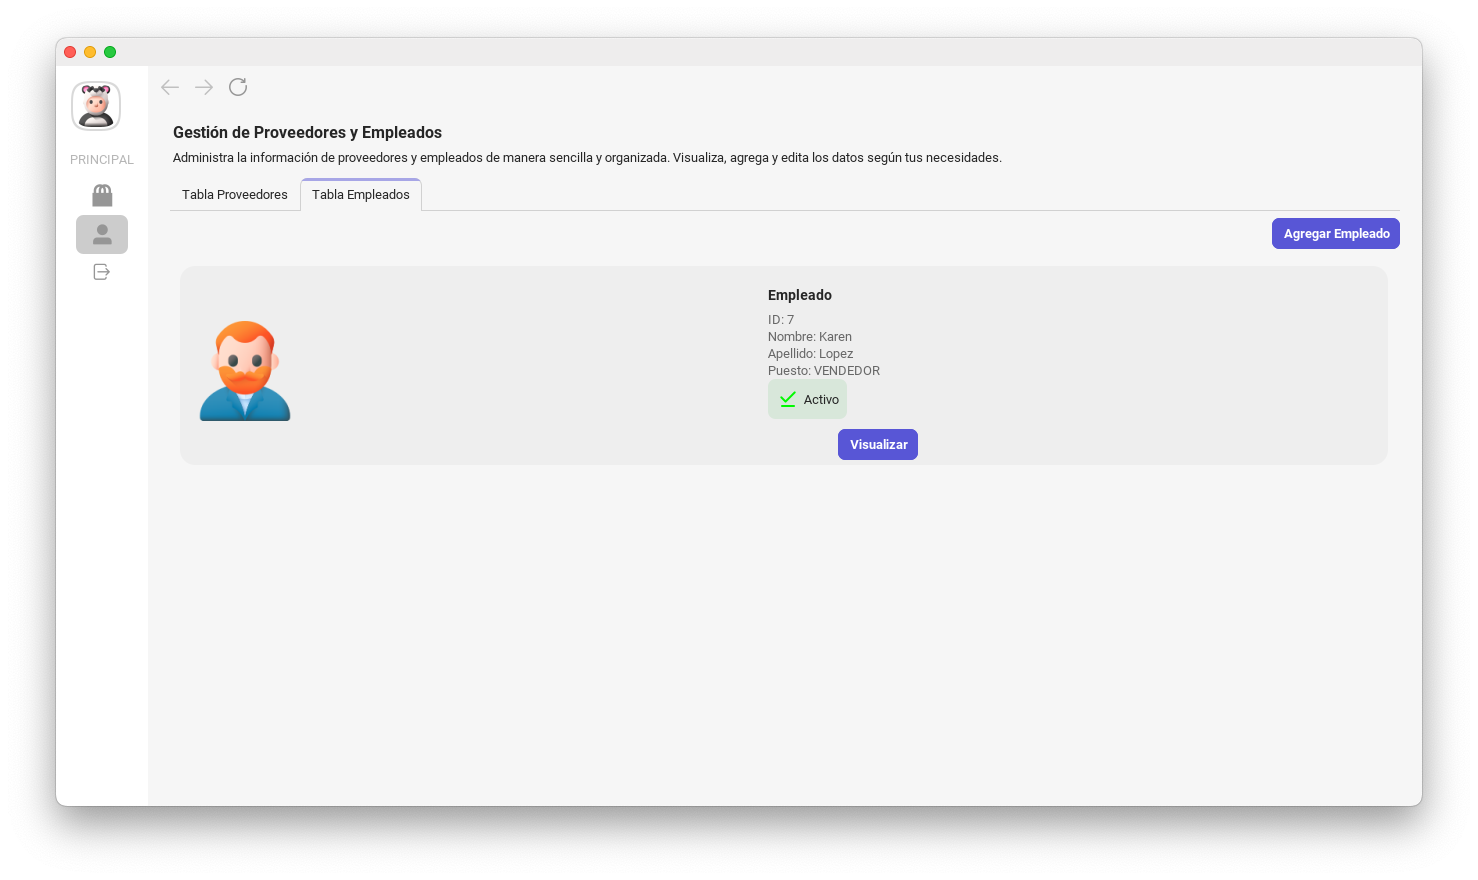 PRINCIPAL
Gestión de Proveedores y Empleados
Administra la información de proveedores y empleados de manera sencilla y organizada. Visualiza, agrega y edita los datos según tus necesidades.
Tabla Proveedores
Tabla Empleados
Agregar Empleado
Empleado
ID: 7
Nombre: Karen
Apellido: Lopez
Puesto: VENDEDOR
Activo
Visualizar